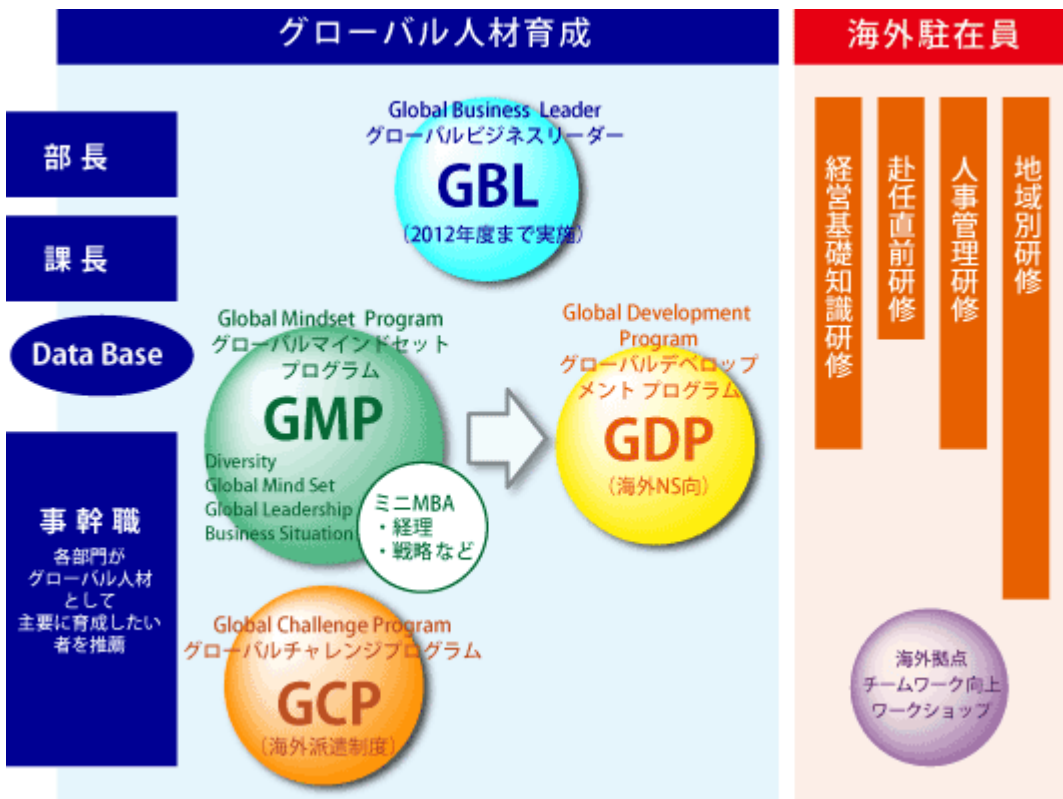 グローバル人材育成
海外駐在員
部長
課長
Data Base
事幹職
各部門が
グローバル人材
として
主要に育成したい
者を推薦
Global Business Leader
グローバルビジネスリーダー
GBL
(2012年度まで実施)
Global Mindset Program
グローバルマインドセット
プログラム
GMP
Diversity
Global Mind Set
Global Leadership
Business Situation
ミニMBA
・経理
・戦略など
Global Development
Program
グローバルデベロップ
メント プログラム
GDP
(海外NS向)
Global Challenge Program
グローバルチャレンジプログラム
GCP
(海外派遣制度)
経営基礎知識研修
赴任直前研修
人事管理研修
地域別研修
海外拠点
チームワーク向上
ワークショップ